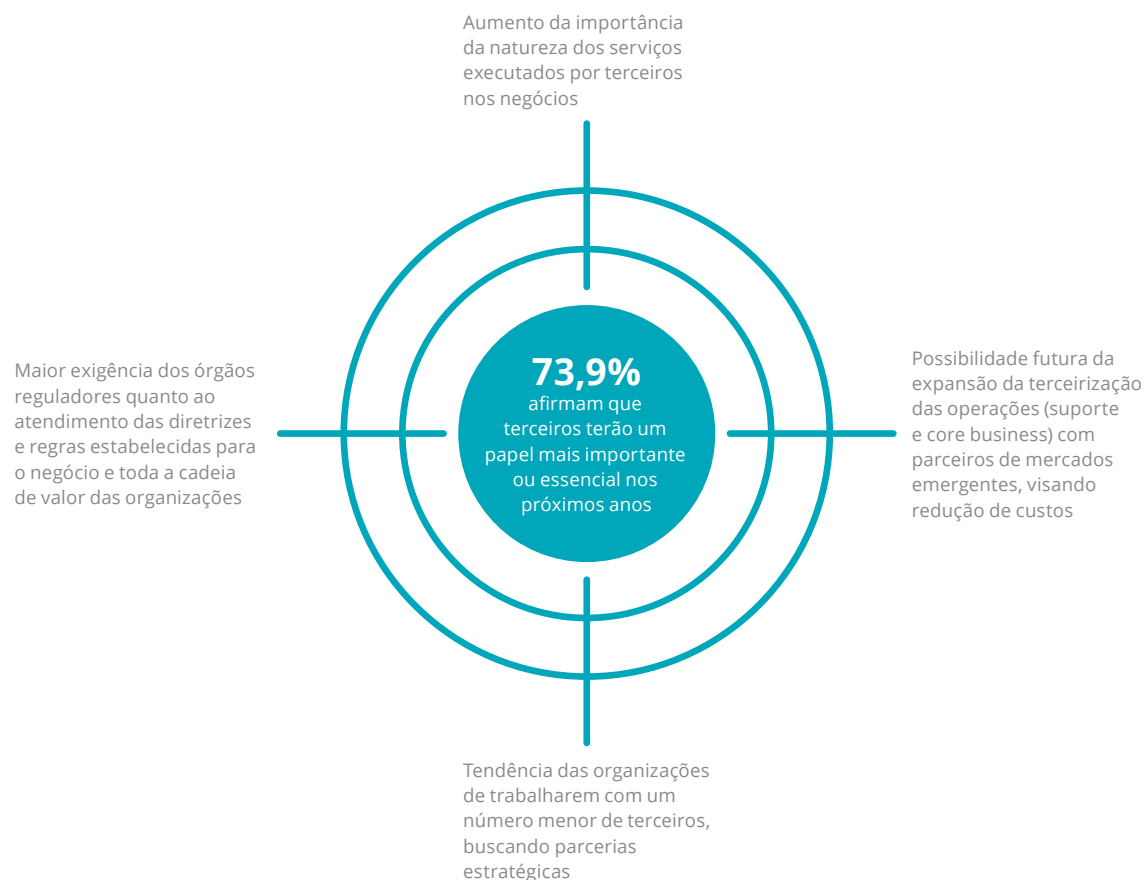 Aumento da importância
da natureza dos serviços
executados por terceiros
nos negócios
Maior exigência dos órgãos
reguladores quanto ao
atendimento das diretrizes
e regras estabelecidas para
o negócio e toda a cadeia
de valor das organizações
73,9%
afirmam que
terceiros terão um
papel mais importante
ou essencial nos
próximos anos
Possibilidade futura da
expansão da terceirização
das operações (suporte
e core business) com
parceiros de mercados
emergentes, visando
redução de custos
Tendência das organizações
de trabalharem com um
número menor de terceiros,
buscando parcerias
estratégicas